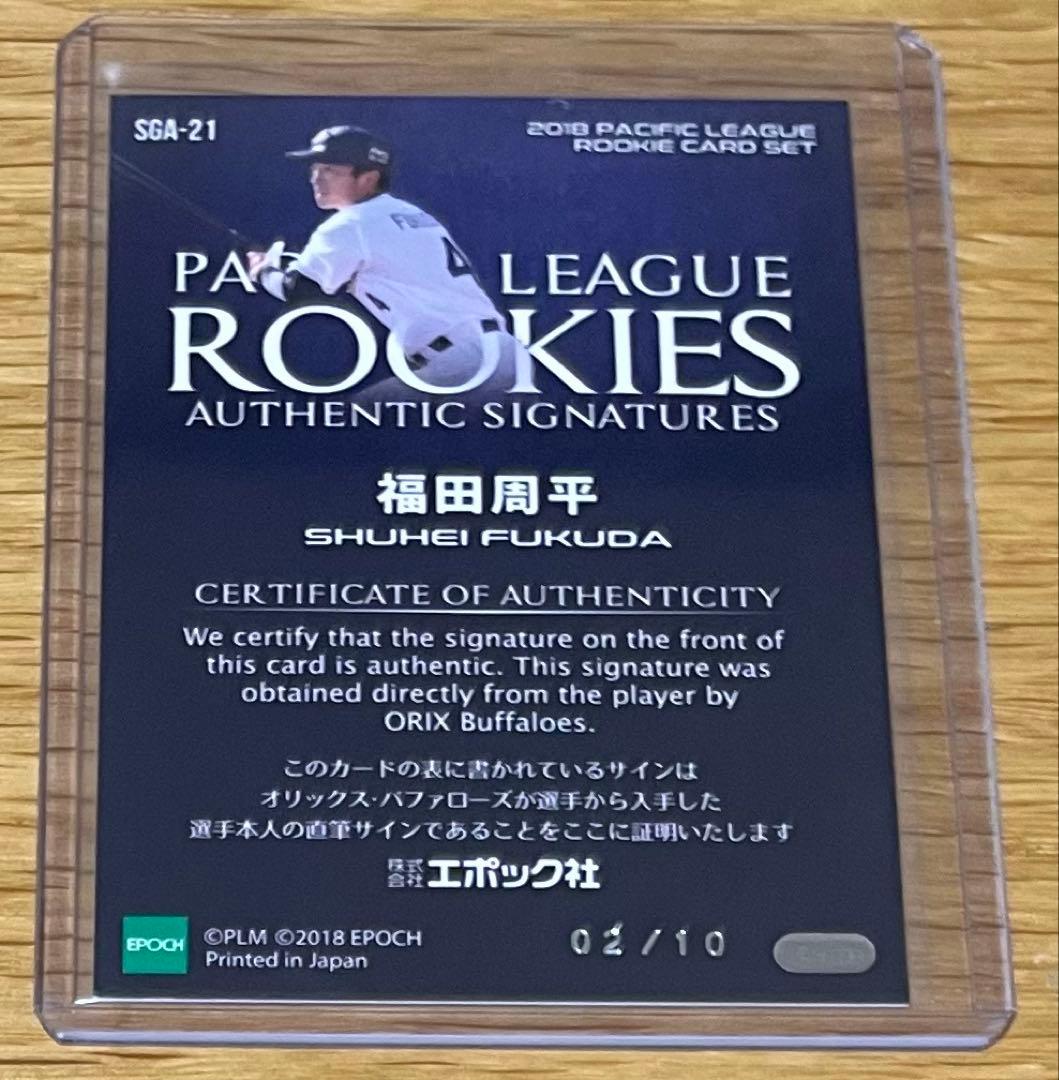 SGA-21
2018 PACIFIC LEAGUE
ROOKIE CARD SET
LEAGUE
ROOKIES
AUTHENTIC SIGNATURES
福田周平
SHUHEI FUKUDA
CERTIFICATE OF AUTHENTICITY
We certify that the signature on the front of
this card is authentic. This signature was
obtained directly from the player by
ORIX Buffaloes.
このカードの表に書かれているサインは
オリックス・バファローズが選手から入手した
選手本人の直筆サインであることをここに証明いたします
株式会社エポック社
EPOCH
©PLM ©2018 EPOCH
Printed in Japan
02/10